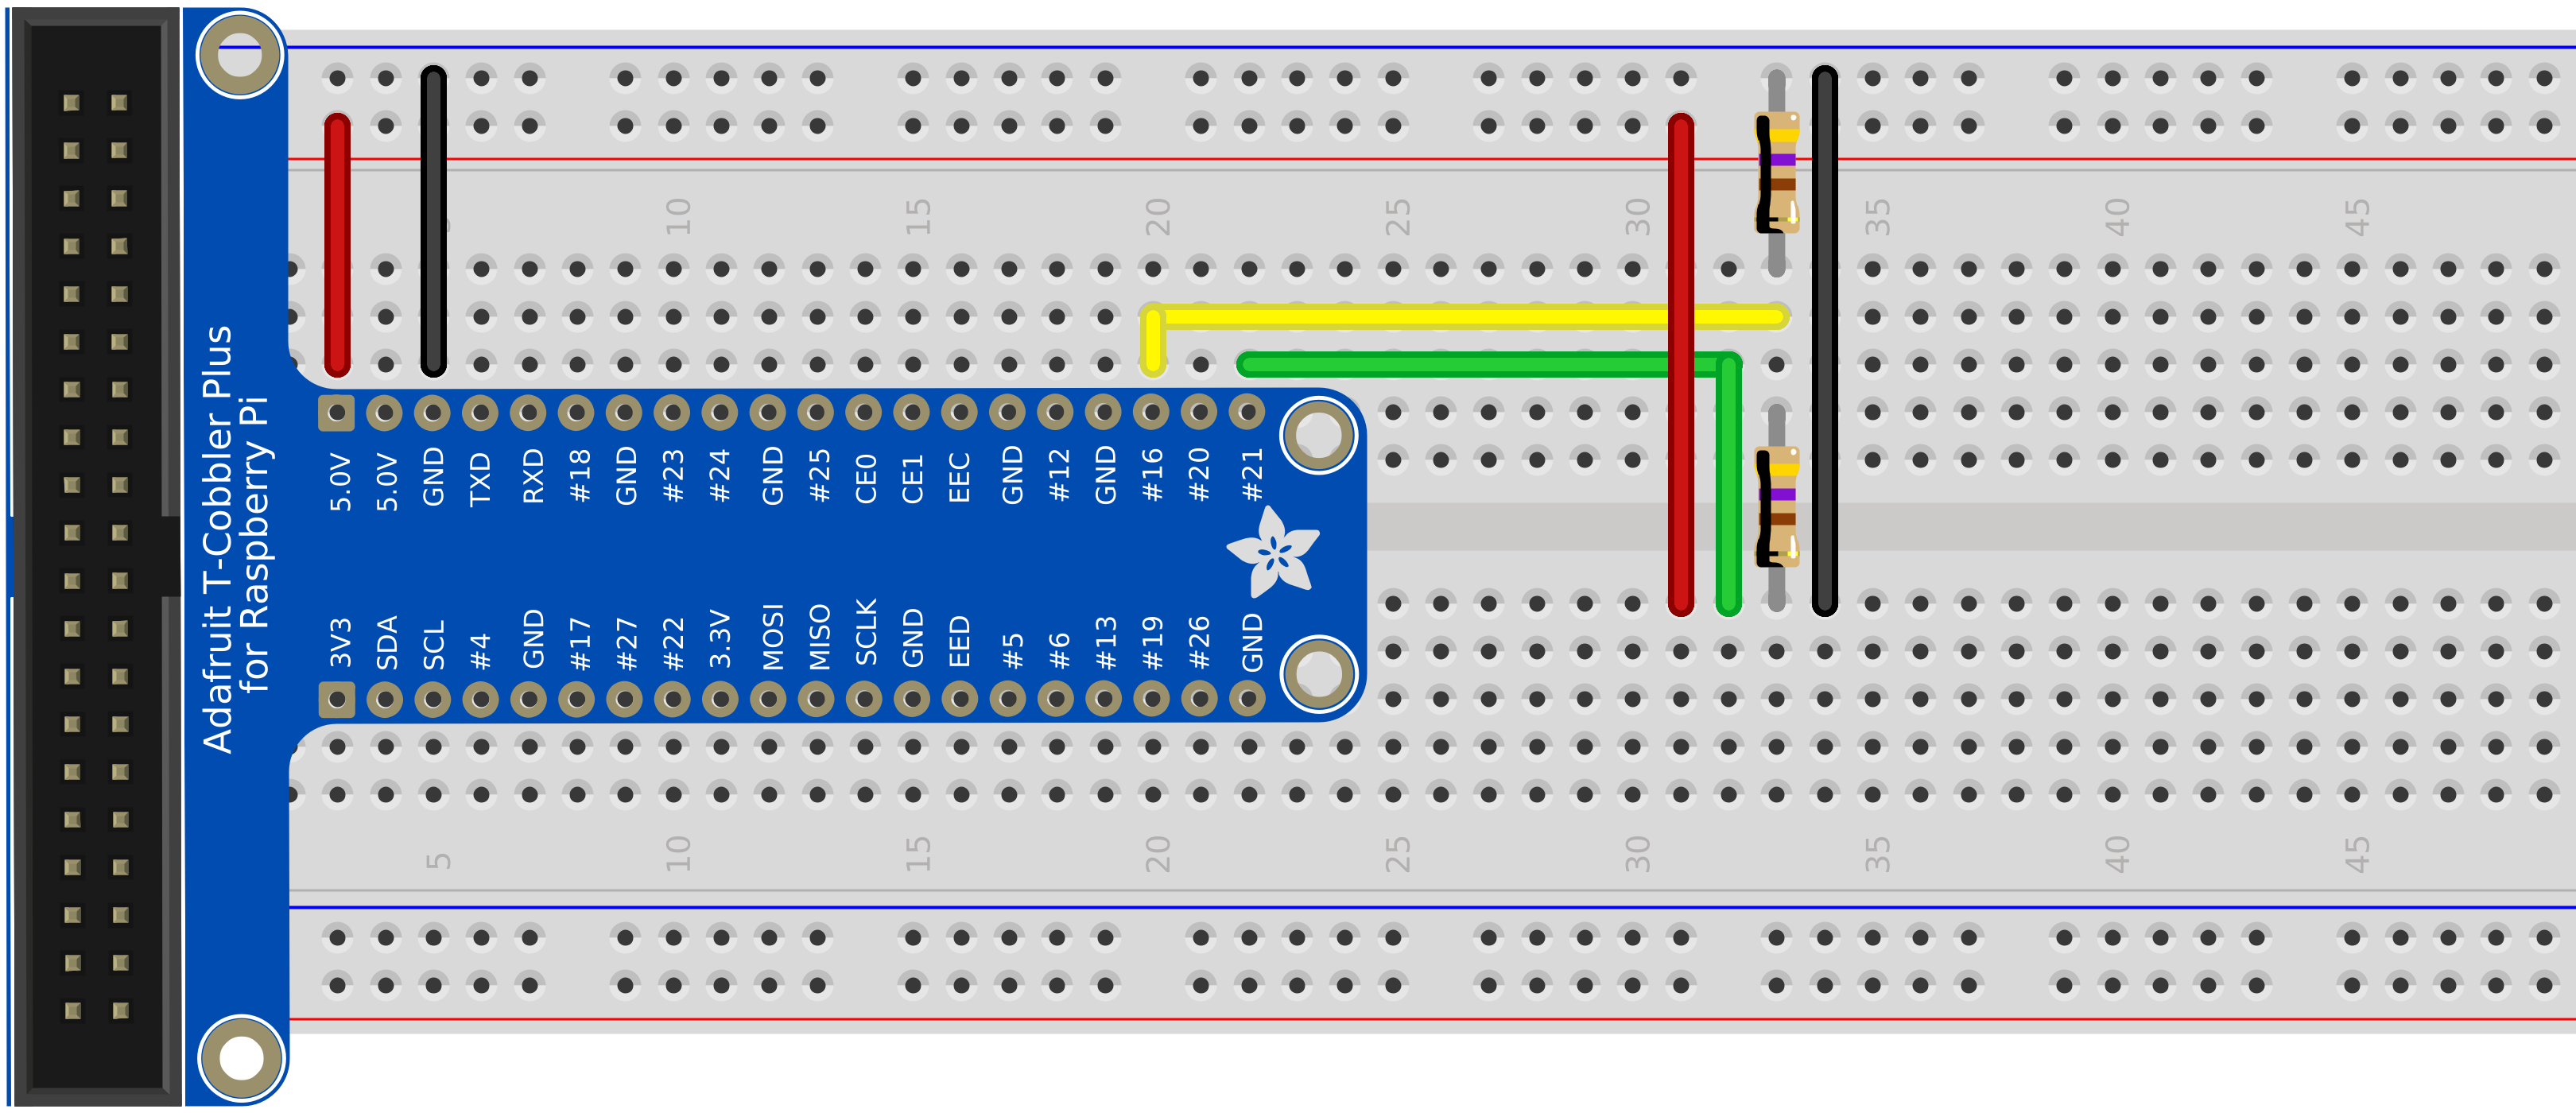 Adafruit T-Cobbler Plus
for Raspberry Pi
10 15 20 25 30 35 40 45
5.0V 5.0V GND TXD RXD #18 GND #23 #24 GND #25 CE0 CE1 EEC GND #12 GND #16 #20 #21
3V3 SDA SCL #4 GND #17 #27 #22 3.3V MOSI MISO SCLK GND EED #5 #6 #13 #19 #26 GND
5 10 15 20 25 30 35 40 45